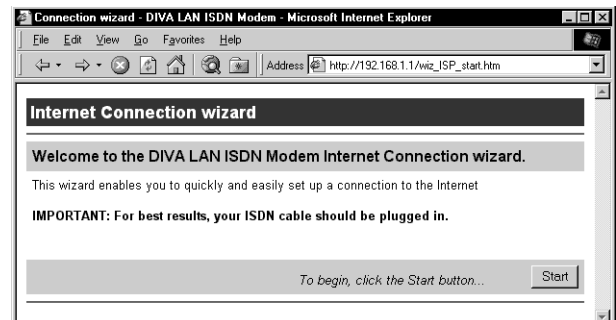 Connection wizard - DIVA LAN ISDN Modem - Microsoft Internet Explorer
File Edit View Go Favorites Help
Address http://192.168.1.1/wiz_ISP_start.htm
Internet Connection wizard
Welcome to the DIVA LAN ISDN Modem Internet Connection wizard.
This wizard enables you to quickly and easily set up a connection to the Internet
IMPORTANT: For best results, your ISDN cable should be plugged in.
To begin, click the Start button... Start